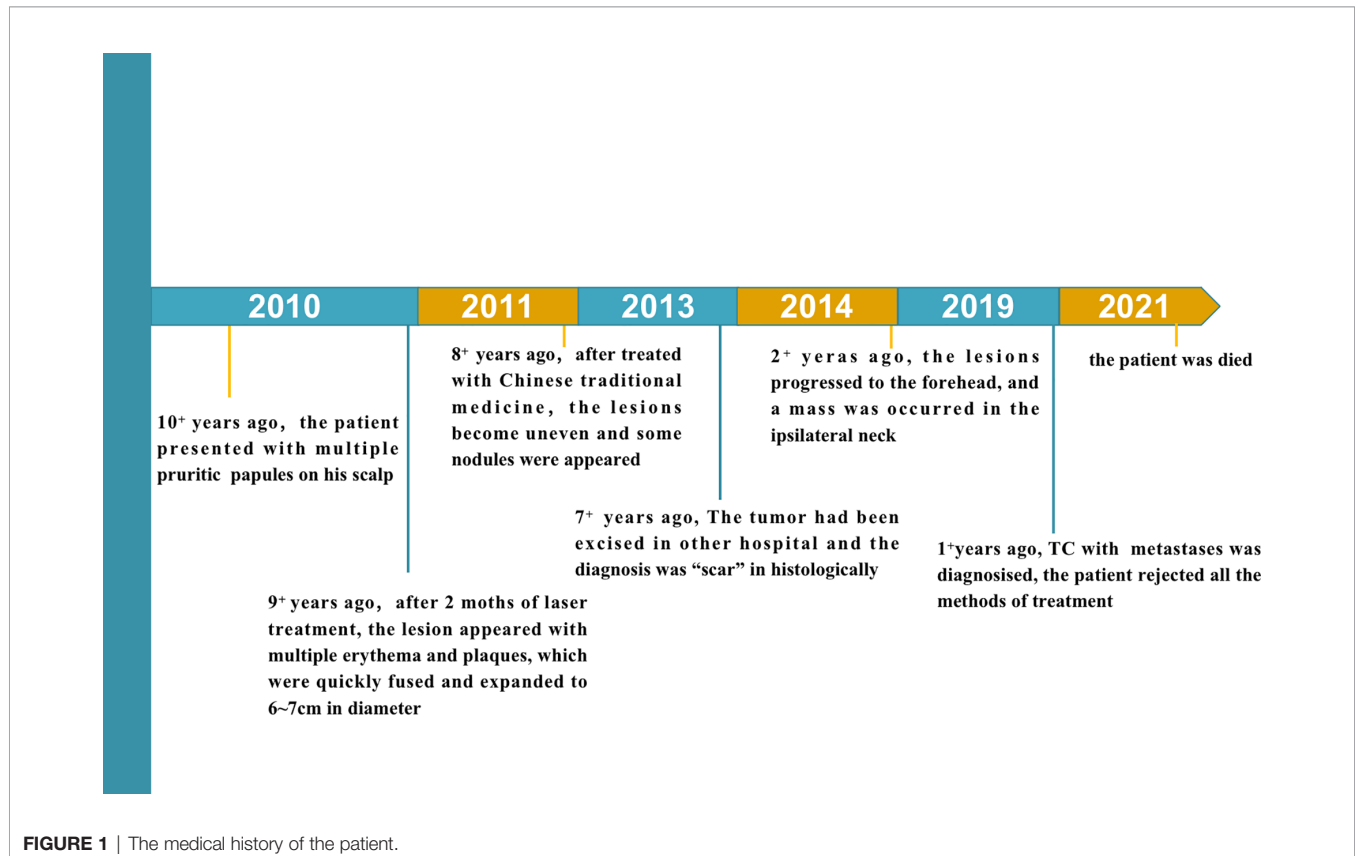 2010
2011
2013
2014
2019
2021
10⁺ years ago, the patient
presented with multiple
pruritic papules on his scalp
9⁺ years ago, after 2 moths of laser
treatment, the lesion appeared with
multiple erythema and plaques, which
were quickly fused and expanded to
6~7cm in diameter
8⁺ years ago, after treated
with Chinese traditional
medicine, the lesions
become uneven and some
nodules were appeared
7⁺ years ago, The tumor had been
excised in other hospital and the
diagnosis was “scar” in histologically
2⁺ yeras ago, the lesions
progressed to the forehead, and
a mass was occurred in the
ipsilateral neck
1⁺years ago, TC with metastases was
diagnosised, the patient rejected all the
methods of treatment
the patient was died
FIGURE 1 | The medical history of the patient.